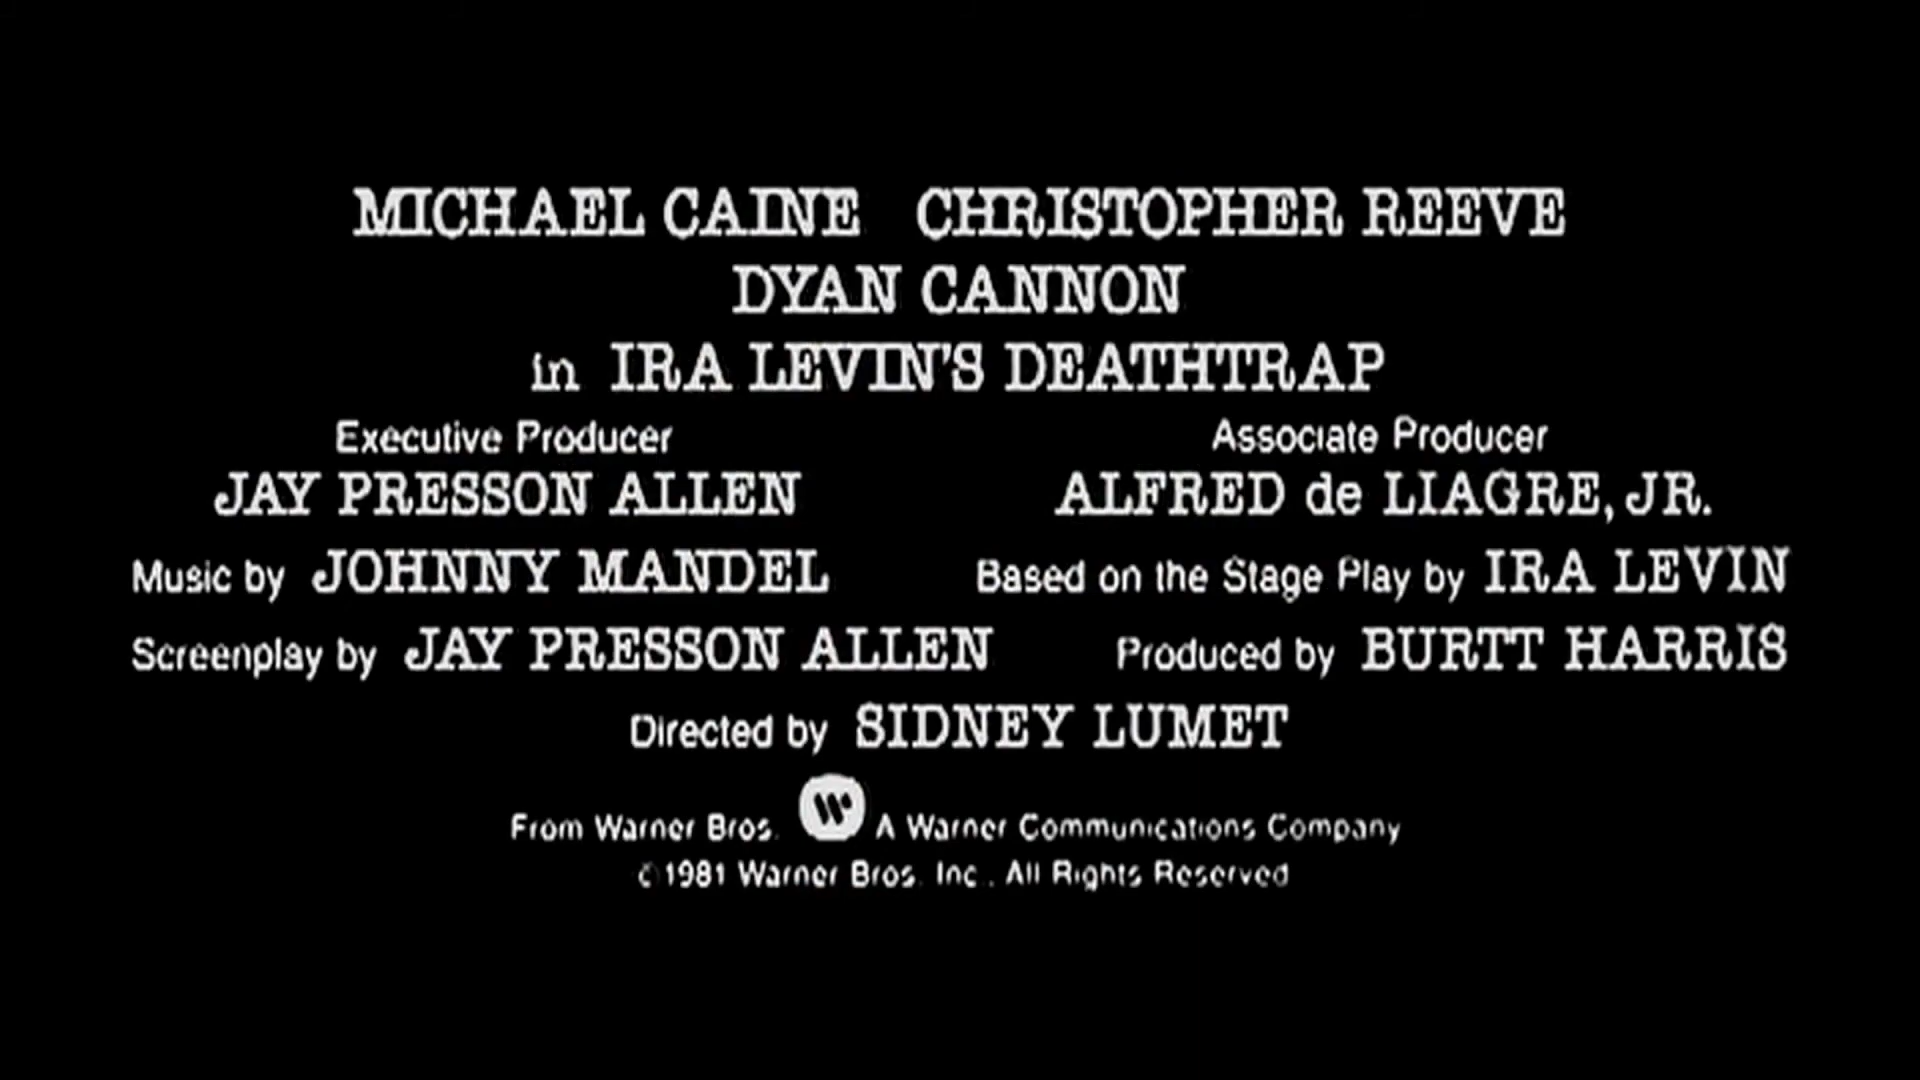 MICHAEL CAINE CHRISTOPHER REEVE
DYAN CANNON
in IRA LEVIN'S DEATHTRAP
Executive Producer Associate Producer
JAY PRESSON ALLEN ALFRED de LIAGRE, JR.
Music by JOHNNY MANDEL Based on the Stage Play by IRA LEVIN
Screenplay by JAY PRESSON ALLEN Produced by BURTT HARRIS
Directed by SIDNEY LUMET
From Warner Bros. W A Warner Communications Company
©1981 Warner Bros. Inc., All Rights Reserved